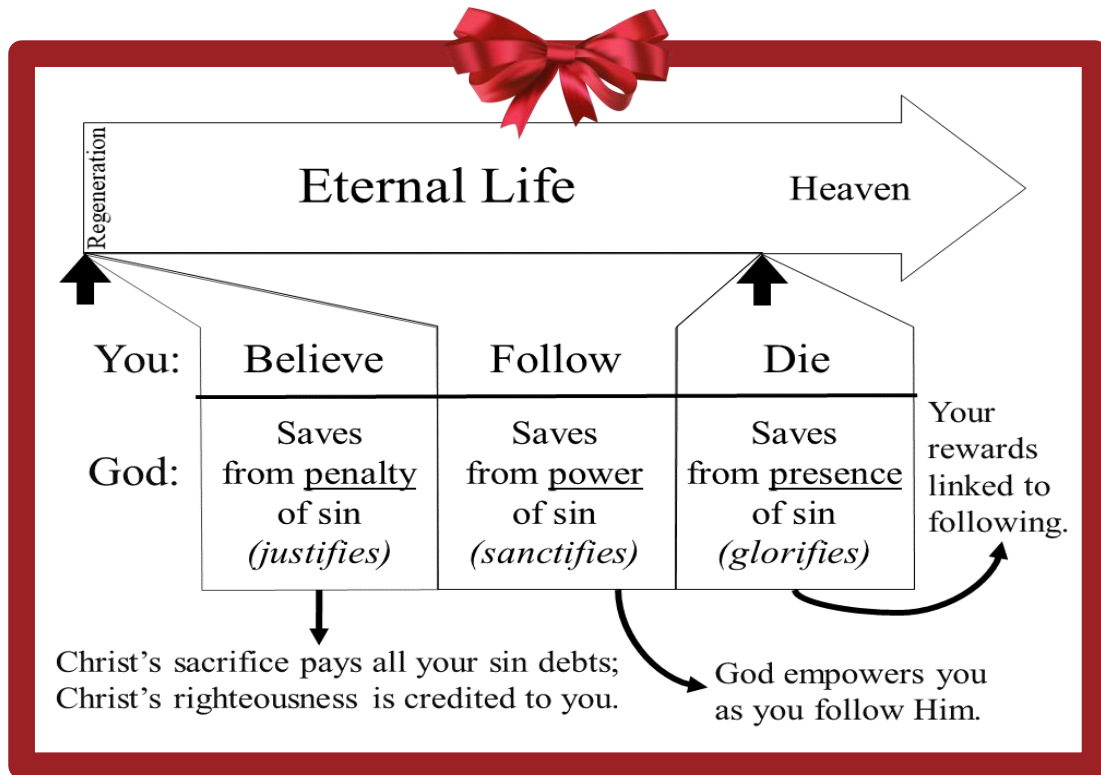 Regeneration
Eternal Life
Heaven
You:
Believe
Follow
Die
God:
Saves
from penalty
of sin
(justifies)
Saves
from power
of sin
(sanctifies)
Saves
from presence
of sin
(glorifies)
Your
rewards
linked to
following.
Christ’s sacrifice pays all your sin debts;
Christ’s righteousness is credited to you.
God empowers you
as you follow Him.